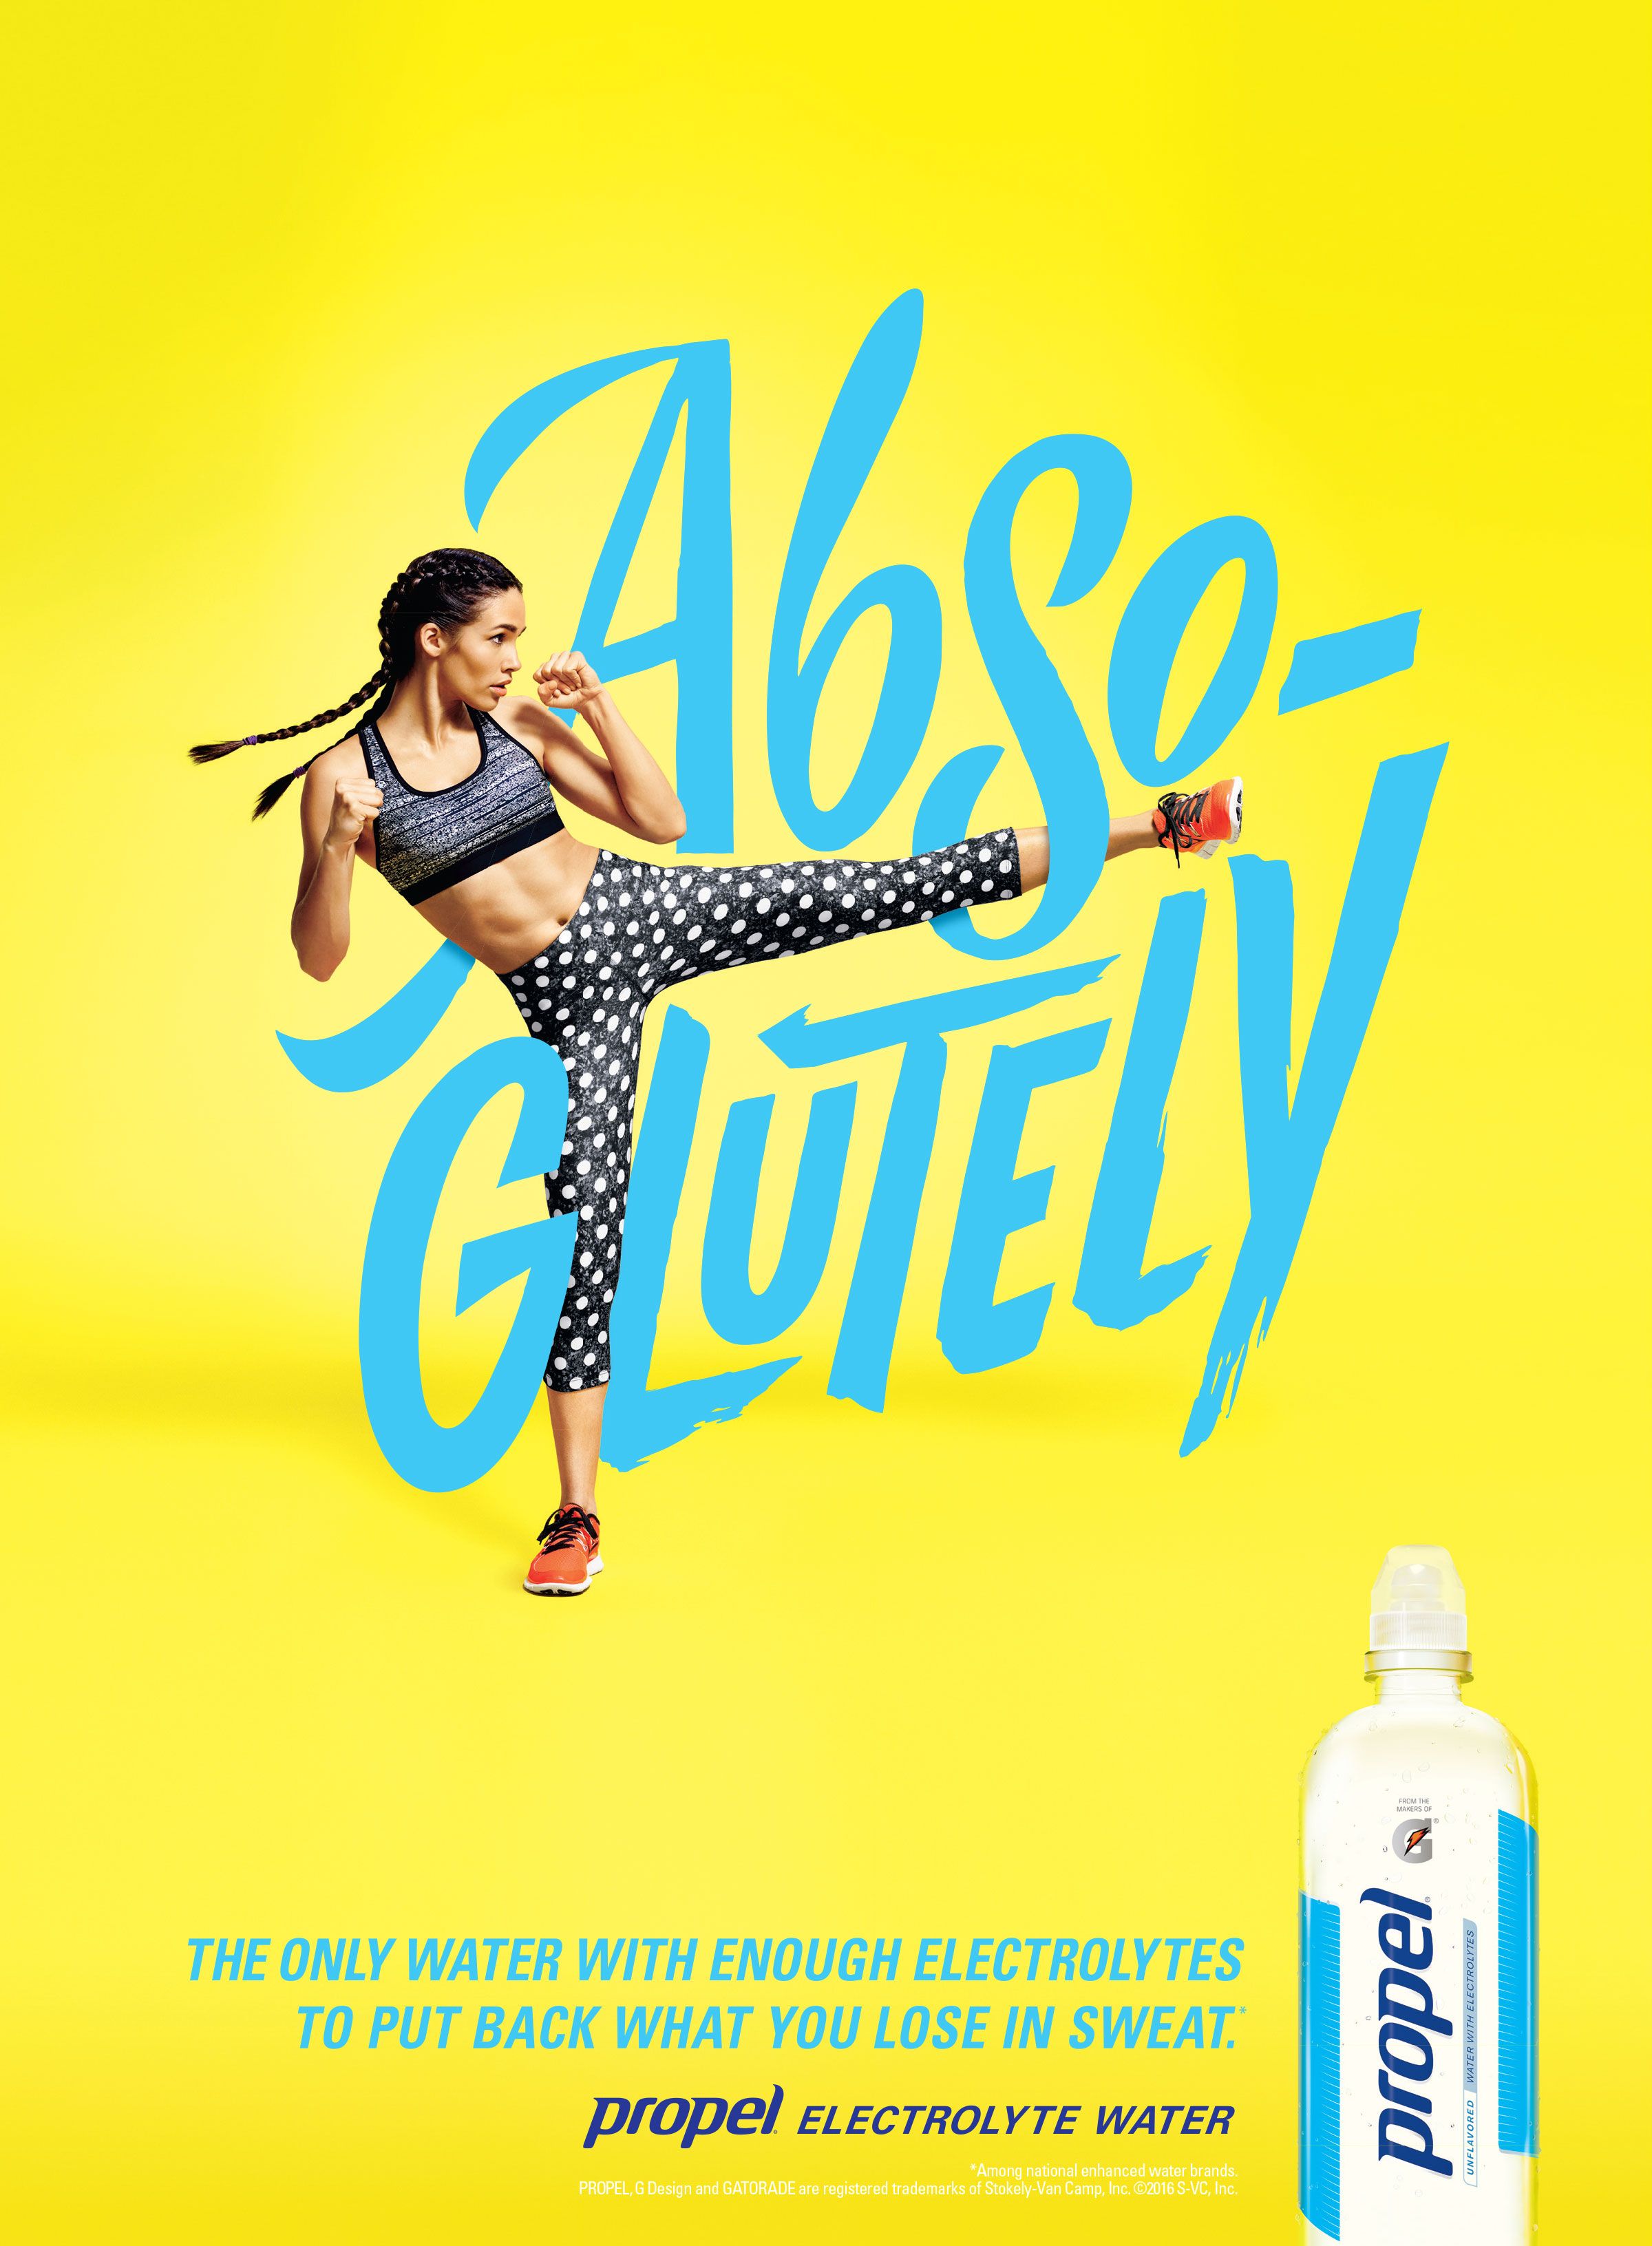 Abso-
GLUTELY
FROM THE
MAKERS OF
G
propel
UNFLAVORED WATER WITH ELECTROLYTES
THE ONLY WATER WITH ENOUGH ELECTROLYTES
TO PUT BACK WHAT YOU LOSE IN SWEAT.*
propel ELECTROLYTE WATER
*Among national enhanced water brands.
PROPEL, G Design and GATORADE are registered trademarks of Stokely-Van Camp, Inc. ©2016 S-VC, Inc.